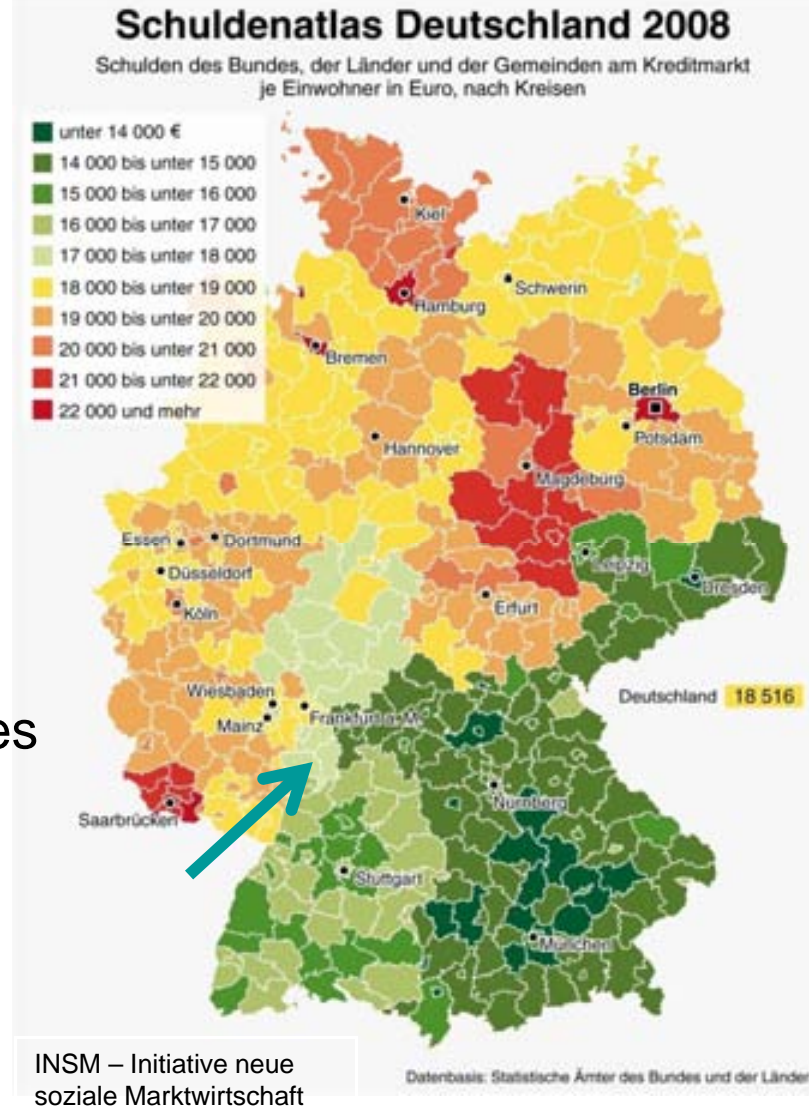 Schuldenatlas Deutschland 2008
Schulden des Bundes, der Länder und der Gemeinden am Kreditmarkt
je Einwohner in Euro, nach Kreisen
unter 14 000 €
14 000 bis unter 15 000
15 000 bis unter 16 000
16 000 bis unter 17 000
17 000 bis unter 18 000
18 000 bis unter 19 000
19 000 bis unter 20 000
20 000 bis unter 21 000
21 000 bis unter 22 000
22 000 und mehr
Kiel
Schwerin
Hamburg
Bremen
Berlin
Potsdam
Hannover
Magdeburg
Essen
Dortmund
Leipzig
Düsseldorf
Dresden
Köln
Erfurt
Wiesbaden
Deutschland 18 516
Mainz
Frankfurt a. M.
es
Nürnberg
Saarbrücken
Stuttgart
München
INSM – Initiative neue
soziale Marktwirtschaft
Datenbasis: Statistische Ämter des Bundes und der Länder